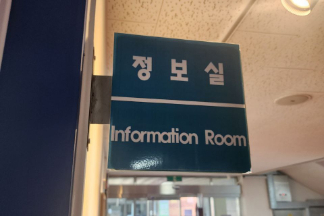 정보실
Information Room